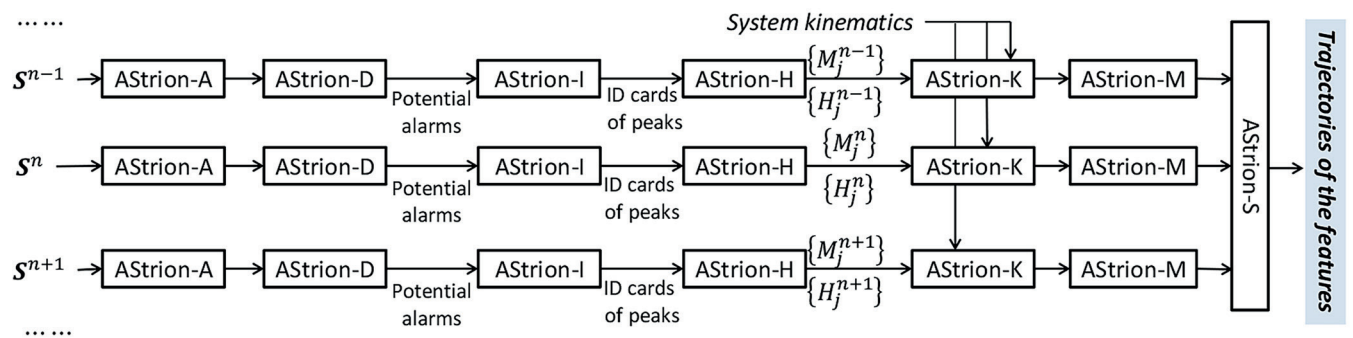 ……
System kinematics
S^{n-1} AStrion-A AStrion-D AStrion-I AStrion-H {M_j^{n-1}} AStrion-K AStrion-M
Potential alarms
ID cards of peaks
{H_j^{n-1}}
S^n AStrion-A AStrion-D AStrion-I AStrion-H {M_j^n} AStrion-K AStrion-M
Potential alarms
ID cards of peaks
{H_j^n}
S^{n+1} AStrion-A AStrion-D AStrion-I AStrion-H {M_j^{n+1}} AStrion-K AStrion-M
Potential alarms
ID cards of peaks
{H_j^{n+1}}
……
AStrition-S
Trajectories of the features